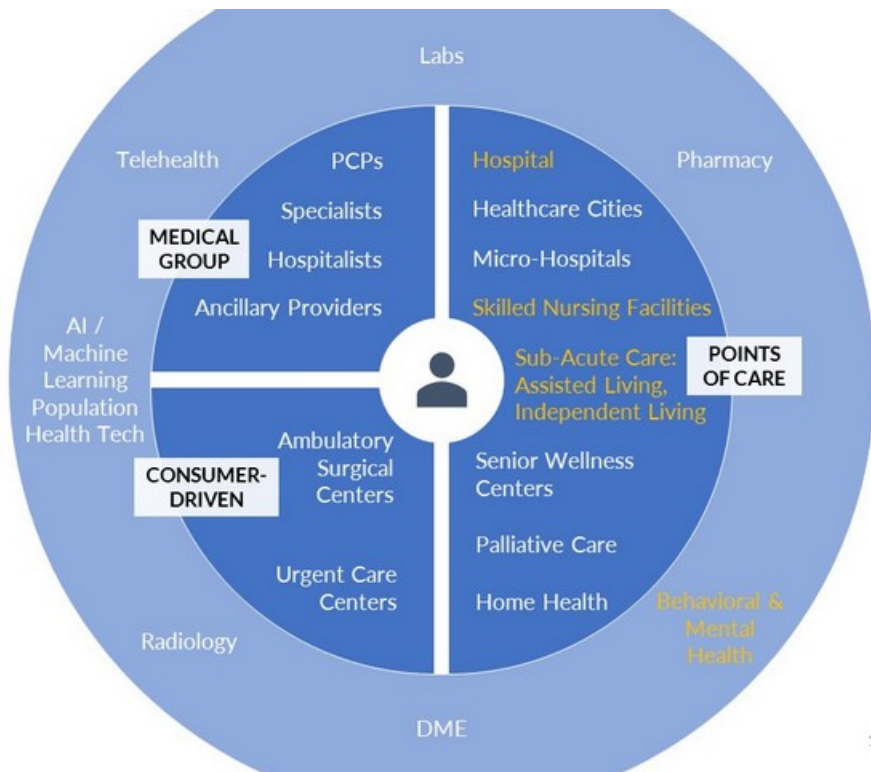 Labs
Telehealth
Pharmacy
PCPs
Specialists
MEDICAL
GROUP
Hospitalists
Ancillary Providers
Hospital
Healthcare Cities
Micro-Hospitals
Skilled Nursing Facilities
Sub-Acute Care:
Assisted Living,
Independent Living
POINTS
OF CARE
AI /
Machine
Learning
Population
Health Tech
CONSUMER-
DRIVEN
Ambulatory
Surgical
Centers
Urgent Care
Centers
Senior Wellness
Centers
Palliative Care
Home Health
Behavioral &
Mental
Health
Radiology
DME